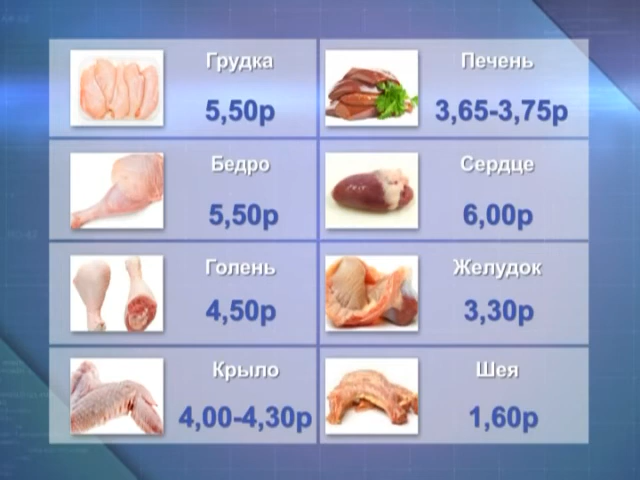 Грудка
5,50р
Печень
3,65-3,75р
Бедро
5,50р
Сердце
6,00р
Голень
4,50р
Желудок
3,30р
Крыло
4,00-4,30р
Шея
1,60р